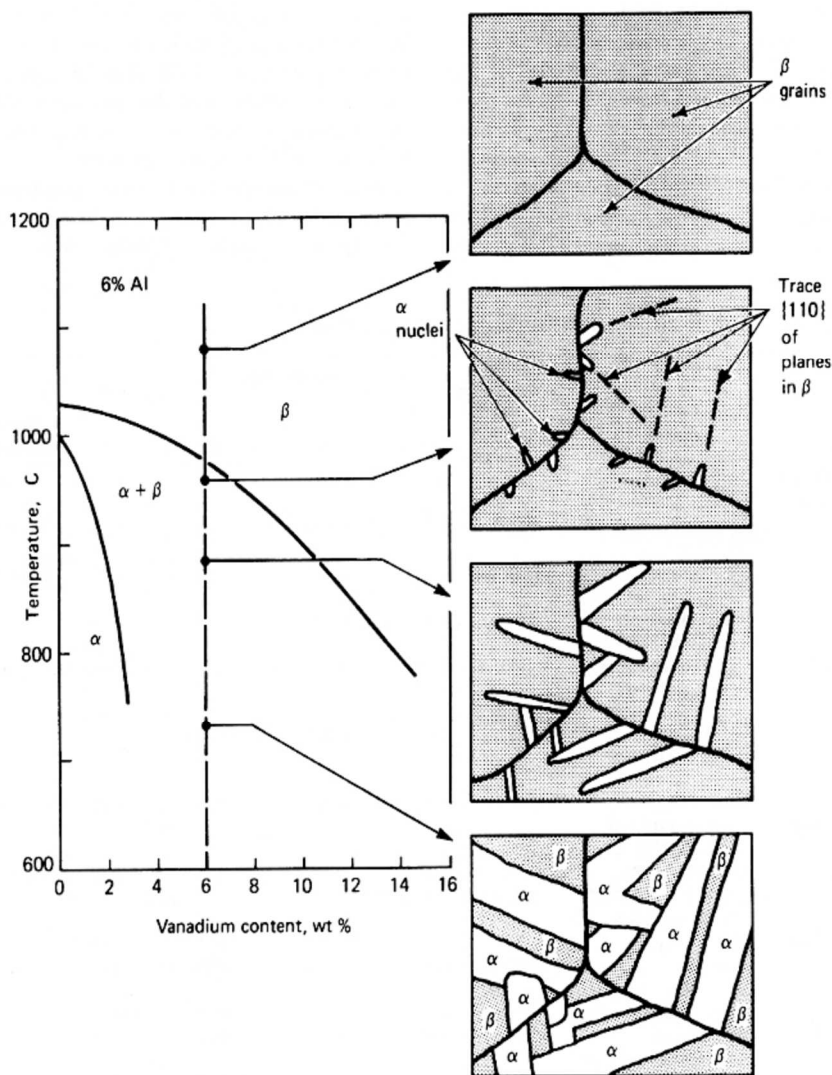 β
grains
1200
6% Al
α
nuclei
Trace
{110}
of
planes
in β
β
1000
α + β
Temperature, C
α
800
600
0 2 4 6 8 10 12 14 16
Vanadium content, wt %
β
α
α
β
β
α
β
α
α
α
β
α
α
β
α
α
β
β